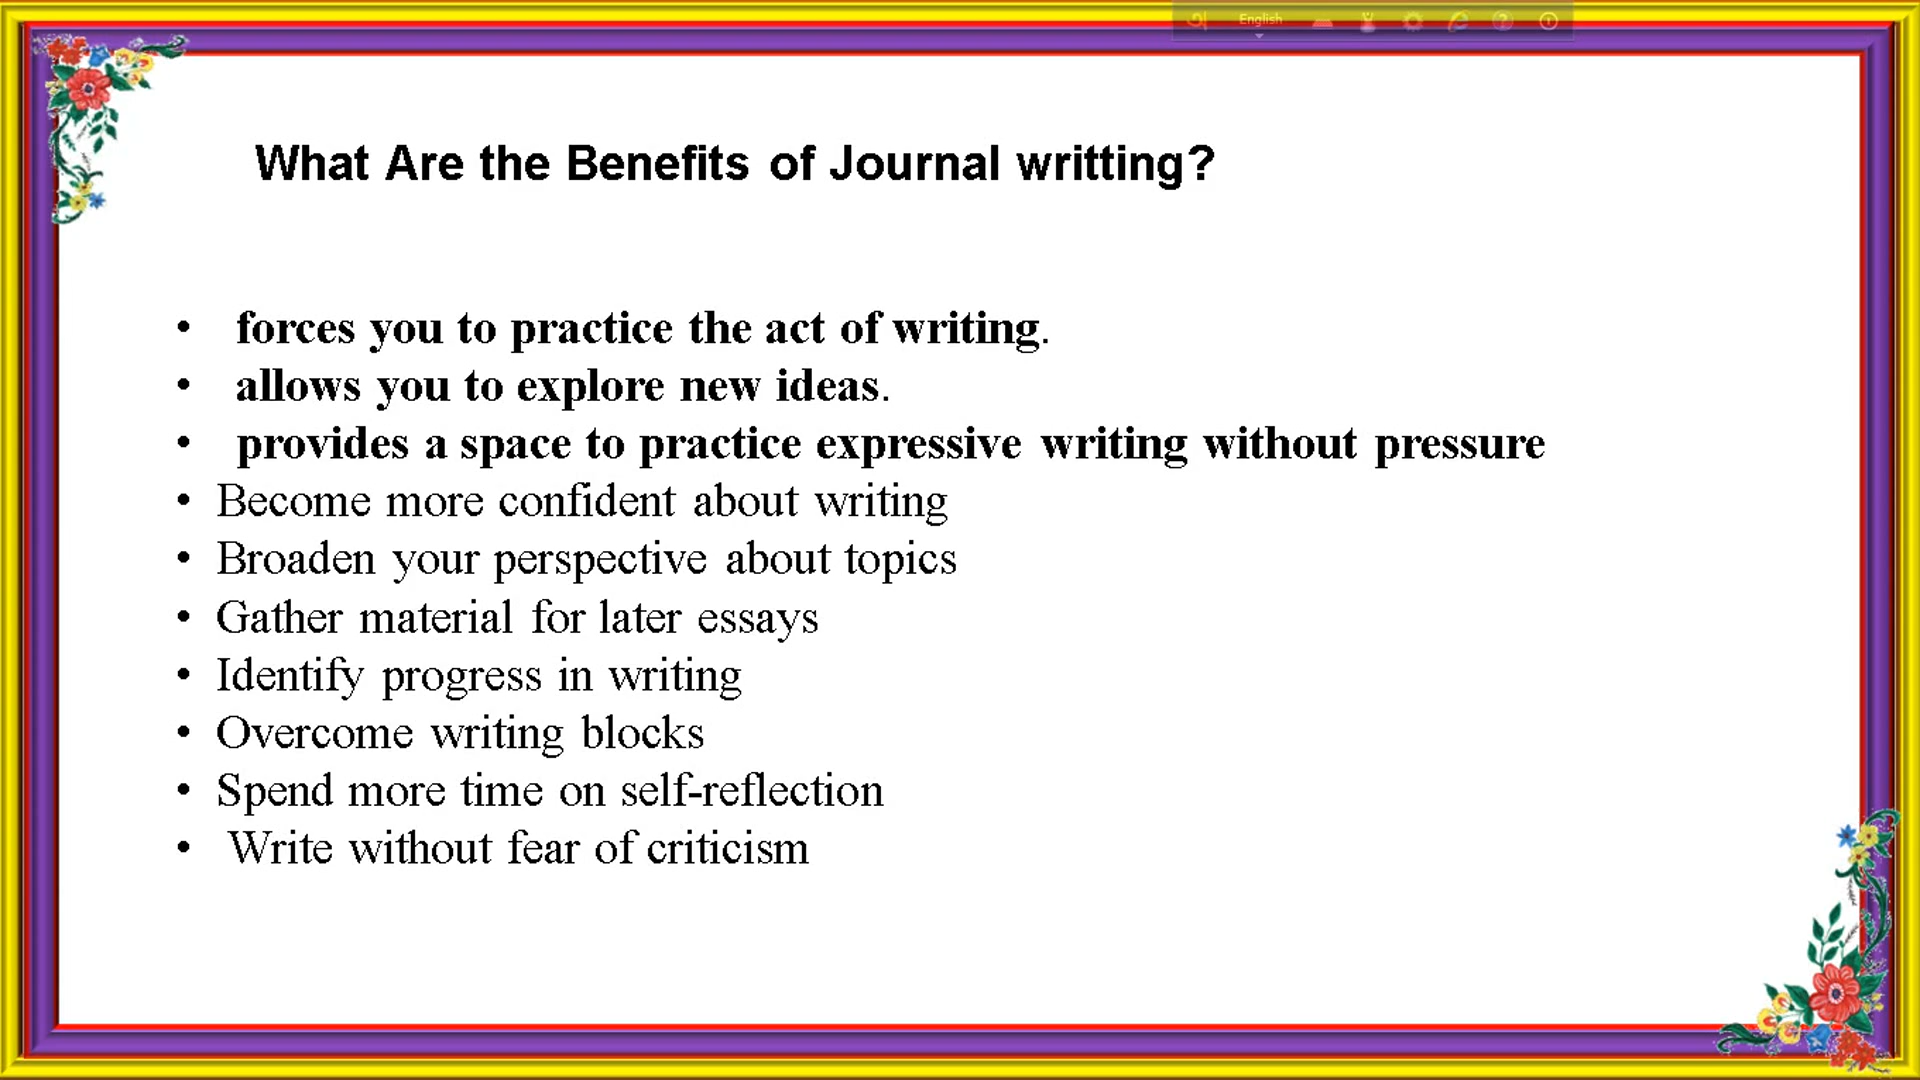 English
What Are the Benefits of Journal writting?
• forces you to practice the act of writing.
• allows you to explore new ideas.
• provides a space to practice expressive writing without pressure
• Become more confident about writing
• Broaden your perspective about topics
• Gather material for later essays
• Identify progress in writing
• Overcome writing blocks
• Spend more time on self-reflection
• Write without fear of criticism